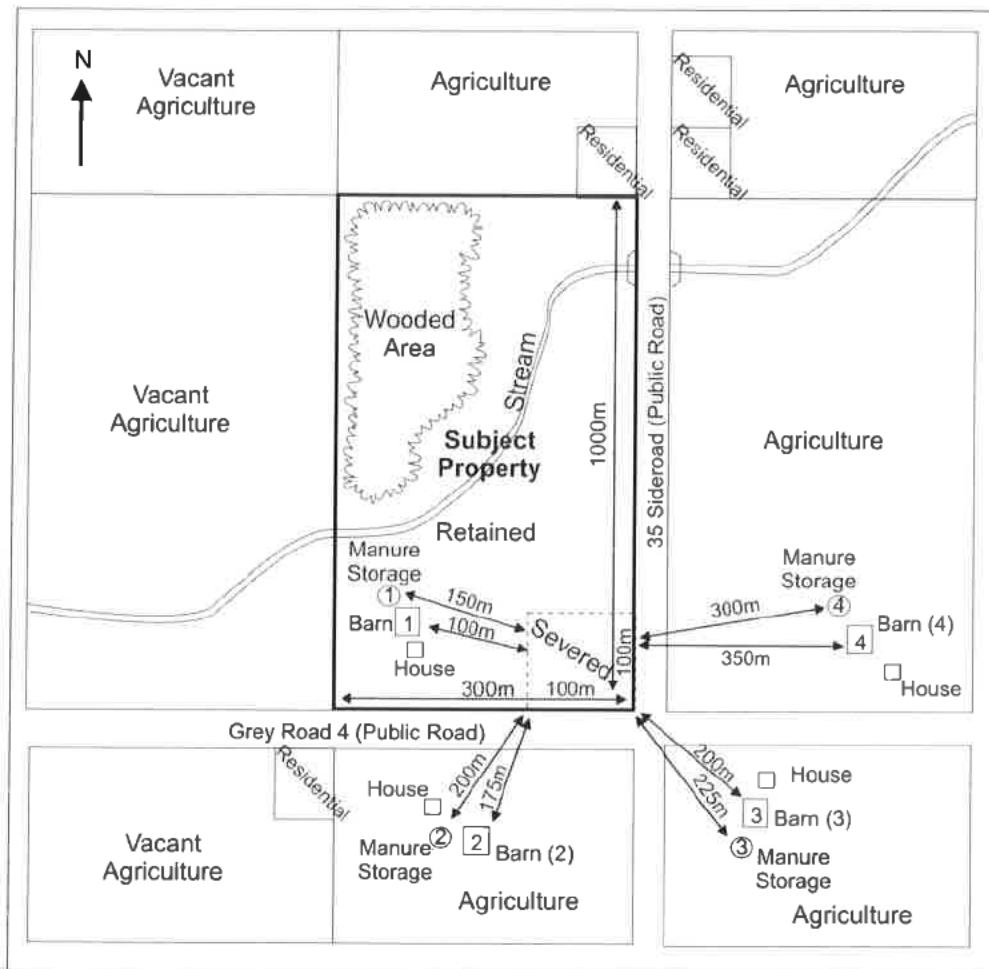 N
Vacant
Agriculture
Agriculture
Residential
Residential
Agriculture
Residential
Wooded
Area
Stream
1000m
35 Sideroad (Public Road)
Vacant
Agriculture
Subject
Property
Agriculture
Retained
Manure
Storage
1
150m
Barn
1
100m
House
Severed
100m
300m
100m
Manure
Storage
4
300m
Barn (4)
4
350m
House
Grey Road 4 (Public Road)
Residential
Vacant
Agriculture
House
200m
175m
2
Manure
Storage
2
Barn (2)
Agriculture
200m
225m
House
3
Barn (3)
3
Manure
Storage
Agriculture